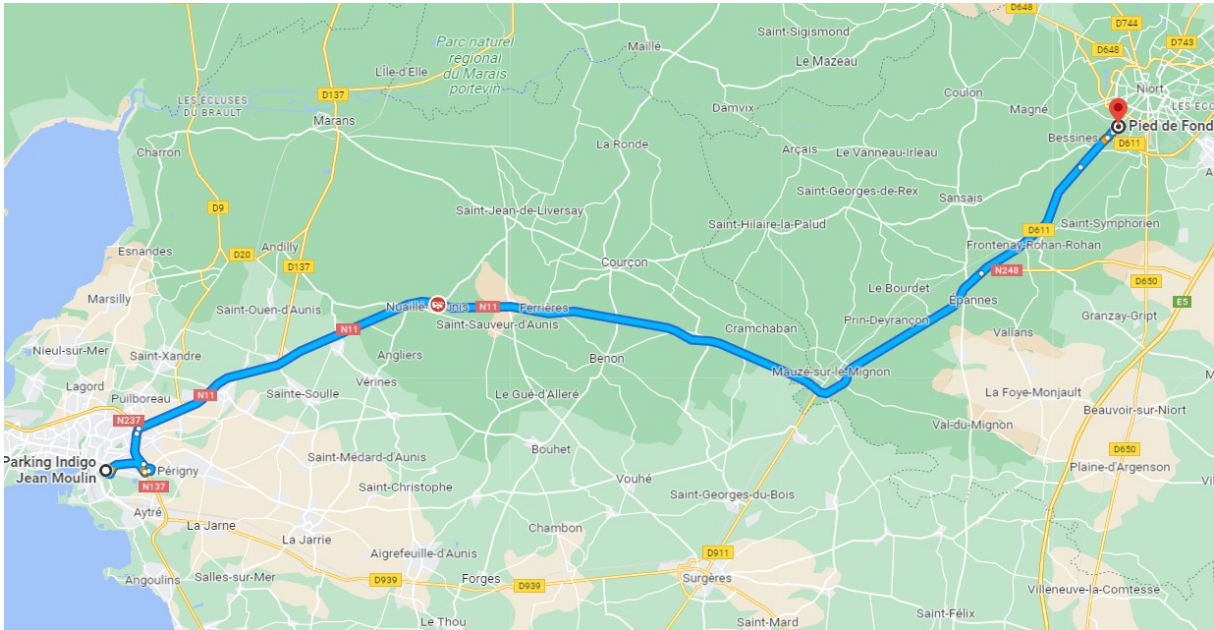 D648
D744
D648
D743
Saint-Sigismond
Parc naturel
régional
du Marais
poitevin
Maillé
Le Mazeau
L'Île-d'Elle
LES ÉCLUSES
DU BRAULT
D137
Marans
Damvix
Coulon
Magné
Niort
Pied de Fond
Bessines
D611
Charron
La Ronde
Arçais
Le Vanneau-Irleau
Saint-Georges-de-Rex
Sansais
D9
Saint-Jean-de-Liversay
Saint-Hilaire-la-Palud
Saint-Symphorien
D611
Frontenay-Rohan-Rohan
Esnandes
D20
Andilly
D137
Courçon
N248
D650
Marsilly
Saint-Ouen-d'Aunis
N11
Ferrières
Le Bourdet
Épannes
E5
Granzay-Gript
Saint-Sauveur-d'Aunis
Cramchaban
Prin-Deyrançon
Vallans
N11
Nieul-sur-Mer
Saint-Xandre
Angliers
Benon
Mauzé-sur-le-Mignon
Lagord
Puilboreau
N11
Vérines
Sainte-Soulle
Le Gué-d'Alleré
La Foye-Monjault
Beauvoir-sur-Niort
N237
Val-du-Mignon
Parking Indigo
Jean Moulin
Périgny
N137
Saint-Médard-d'Aunis
Bouhet
D650
Plaine-d'Argenson
Saint-Christophe
Vouhé
Saint-Georges-du-Bois
Aytré
La Jarne
La Jarrie
Chambon
Aigrefeuille-d'Aunis
D911
Angoulins
Salles-sur-Mer
D939
Forges
D939
Surgères
Villeneuve-la-Comtesse
Le Thou
Saint-Mard
Saint-Félix